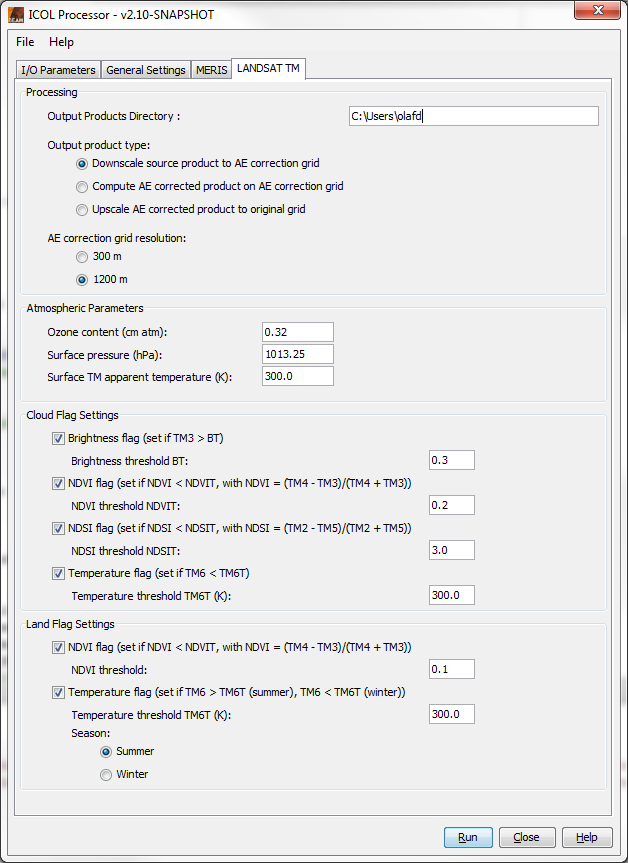 ICOL Processor - v2.10-SNAPSHOT
File Help
I/O Parameters General Settings MERIS LANDSAT TM
Processing
Output Products Directory : C:\Users\olafd
Output product type:
Downscale source product to AE correction grid
Compute AE corrected product on AE correction grid
Upscale AE corrected product to original grid
AE correction grid resolution:
300 m
1200 m
Atmospheric Parameters
Ozone content (cm atm): 0.32
Surface pressure (hPa): 1013.25
Surface TM apparent temperature (K): 300.0
Cloud Flag Settings
Brightness flag (set if TM3 > BT)
Brightness threshold BT: 0.3
NDVI flag (set if NDVI < NDVIT, with NDVI = (TM4 - TM3)/(TM4 + TM3))
NDVI threshold NDVIT: 0.2
NDSI flag (set if NDSI < NDSIT, with NDSI = (TM2 - TM5)/(TM2 + TM5))
NDSI threshold NDSIT: 3.0
Temperature flag (set if TM6 < TM6T)
Temperature threshold TM6T (K): 300.0
Land Flag Settings
NDVI flag (set if NDVI < NDVIT, with NDVI = (TM4 - TM3)/(TM4 + TM3))
NDVI threshold: 0.1
Temperature flag (set if TM6 > TM6T (summer), TM6 < TM6T (winter))
Temperature threshold TM6T (K): 300.0
Season:
Summer
Winter
Run Close Help